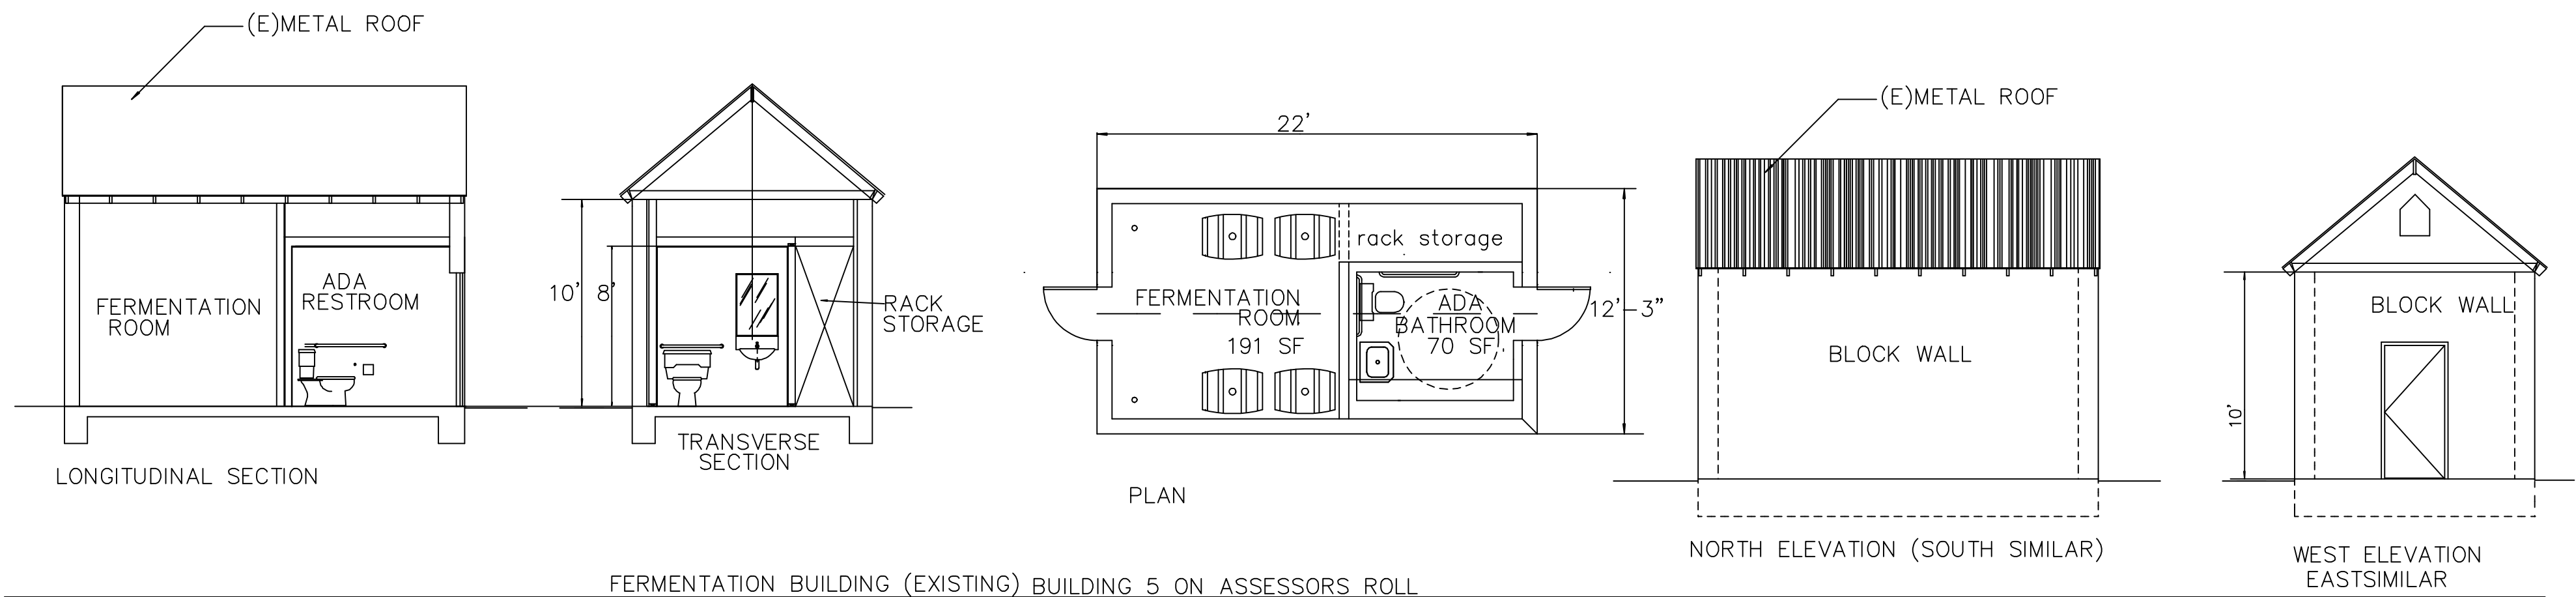 (E)METAL ROOF
FERMENTATION
ROOM
ADA
RESTROOM
LONGITUDINAL SECTION
10'
8'
RACK
STORAGE
TRANSVERSE
SECTION
22'
rack storage
FERMENTATION
ROOM
191 SF
ADA
BATHROOM
70 SF
12'-3"
PLAN
(E)METAL ROOF
BLOCK WALL
NORTH ELEVATION (SOUTH SIMILAR)
BLOCK WALL
10'
WEST ELEVATION
EASTSIMILAR
FERMENTATION BUILDING (EXISTING) BUILDING 5 ON ASSESSORS ROLL